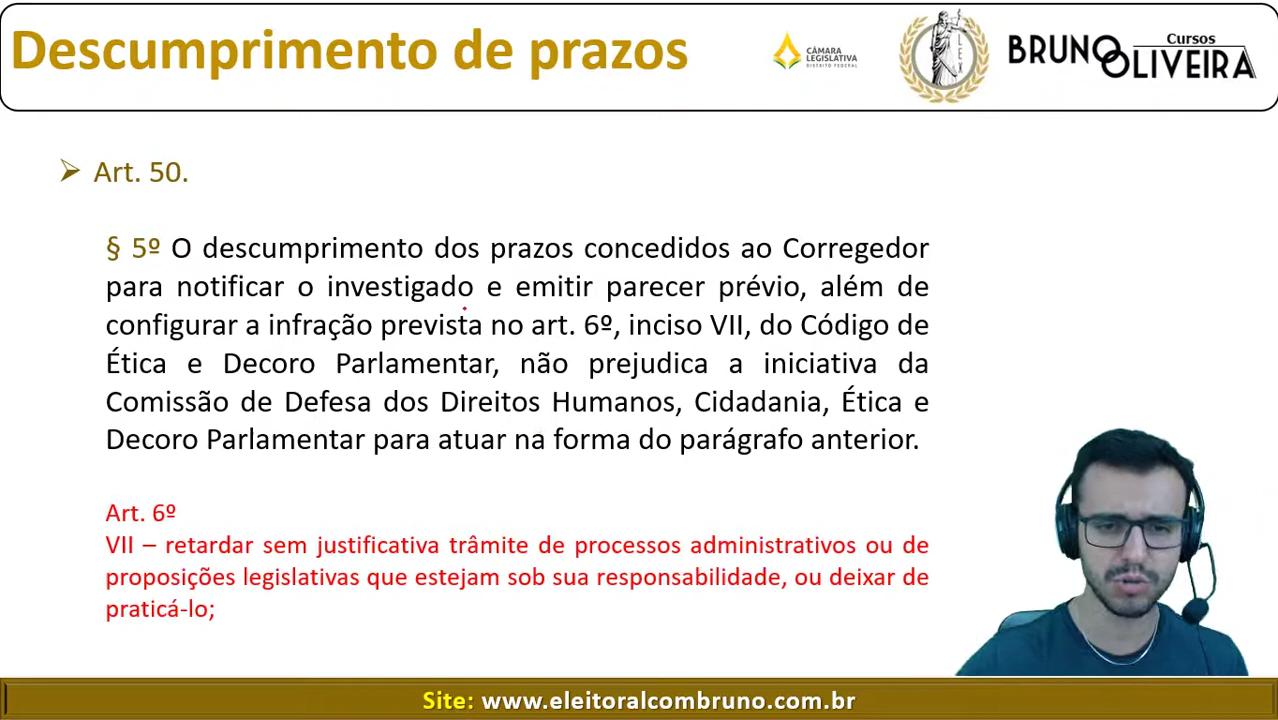 Descumprimento de prazos
CÂMARA
LEGISLATIVA
DISTRITO FEDERAL
LEX
Cursos
BRUNO
OLIVEIRA
➢ Art. 50.
§ 5º O descumprimento dos prazos concedidos ao Corregedor
para notificar o investigado e emitir parecer prévio, além de
configurar a infração prevista no art. 6º, inciso VII, do Código de
Ética e Decoro Parlamentar, não prejudica a iniciativa da
Comissão de Defesa dos Direitos Humanos, Cidadania, Ética e
Decoro Parlamentar para atuar na forma do parágrafo anterior.
Art. 6º
VII – retardar sem justificativa trâmite de processos administrativos ou de
proposições legislativas que estejam sob sua responsabilidade, ou deixar de
praticá-lo;
Site: www.eleitoralcombruno.com.br